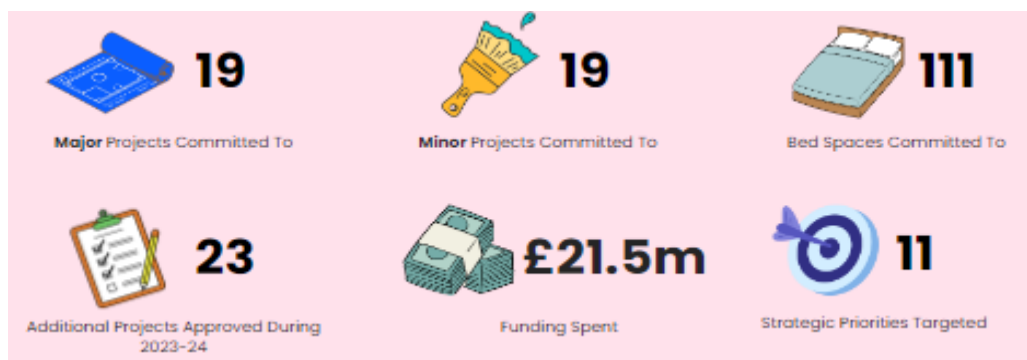 19
19
111
Major Projects Committed To
Minor Projects Committed To
Bed Spaces Committed To
23
£21.5m
11
Additional Projects Approved During
2023-24
Funding Spent
Strategic Priorities Targeted